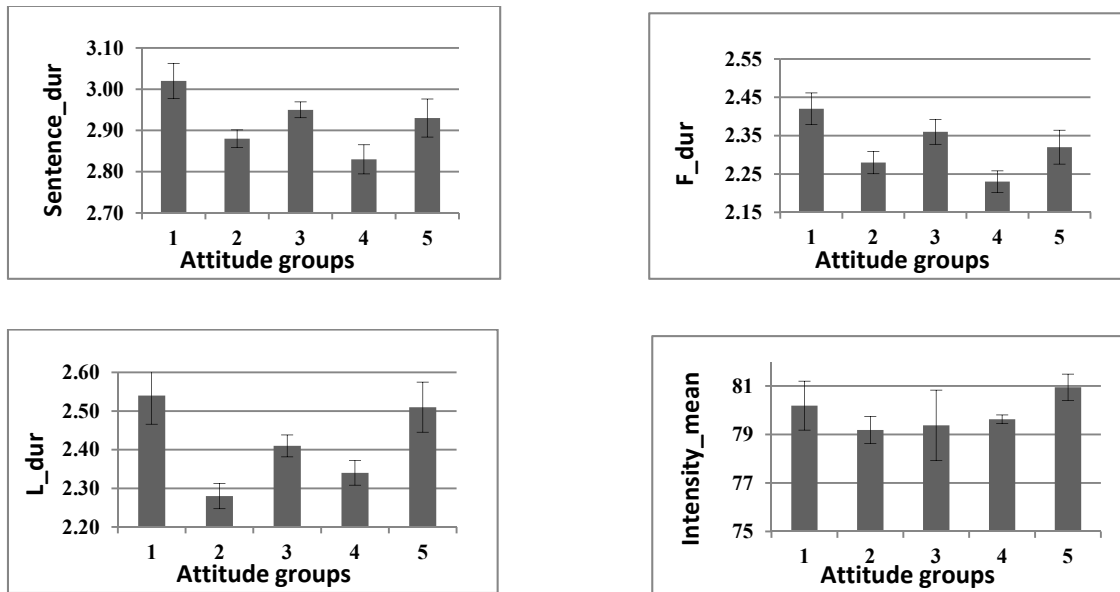 Sentence_dur
3.10
3.00
2.90
2.80
2.70
1 2 3 4 5
Attitude groups
F_dur
2.55
2.45
2.35
2.25
2.15
1 2 3 4 5
Attitude groups
L_dur
2.60
2.50
2.40
2.30
2.20
1 2 3 4 5
Attitude groups
Intensity_mean
81
79
77
75
1 2 3 4 5
Attitude groups